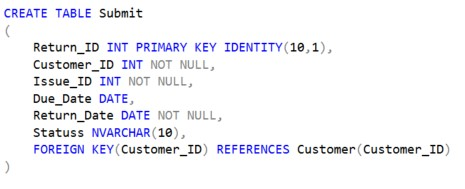 CREATE TABLE Submit
(
    Return_ID INT PRIMARY KEY IDENTITY(10,1),
    Customer_ID INT NOT NULL,
    Issue_ID INT NOT NULL,
    Due_Date DATE,
    Return_Date DATE NOT NULL,
    Statuss NVARCHAR(10),
    FOREIGN KEY(Customer_ID) REFERENCES Customer(Customer_ID)
)